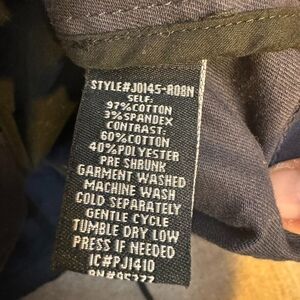 STYLE#J0145-R08N
SELF:
97%COTTON
3%SPANDEX
CONTRAST:
60%COTTON
40%POLYESTER
PRE SHRUNK
GARMENT WASHED
MACHINE WASH
COLD SEPARATELY
GENTLE CYCLE
TUMBLE DRY LOW
PRESS IF NEEDED
IC#PJ1410